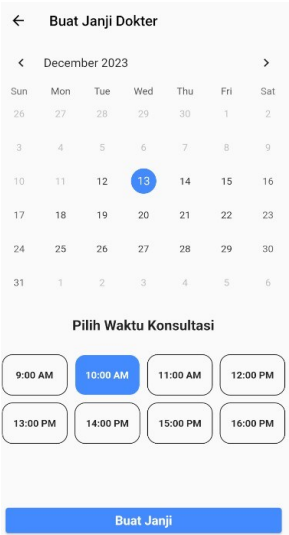 Buat Janji Dokter
December 2023
Sun Mon Tue Wed Thu Fri Sat
26 27 28 29 30 1 2
3 4 5 6 7 8 9
10 11 12 13 14 15 16
17 18 19 20 21 22 23
24 25 26 27 28 29 30
31 1 2 3 4 5 6
Pilih Waktu Konsultasi
9:00 AM 10:00 AM 11:00 AM 12:00 PM
13:00 PM 14:00 PM 15:00 PM 16:00 PM
Buat Janji